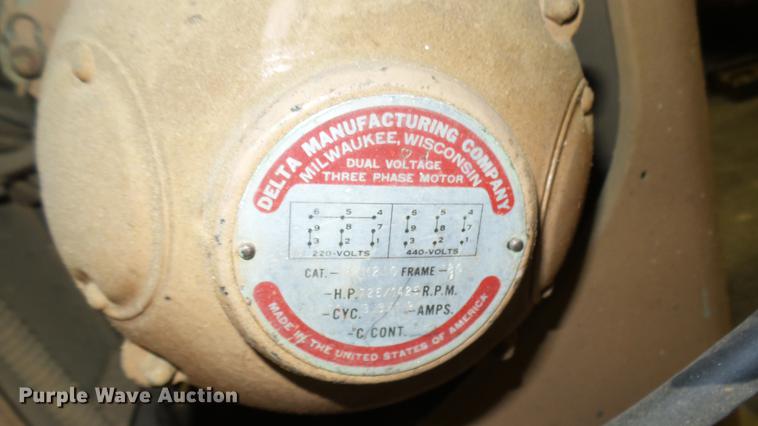 DELTA MANUFACTURING COMPANY
MILWAUKEE, WISCONSIN
DUAL VOLTAGE
THREE PHASE MOTOR
6 5 4 6 5 4
9 8 7 9 8 7
3 2 1 3 2 1
220-VOLTS 440-VOLTS
CAT.- FRAME-
-H.P. R.P.M.
-CYC. -AMPS.
-°C. CONT.
MADE IN THE UNITED STATES OF AMERICA
Purple Wave Auction